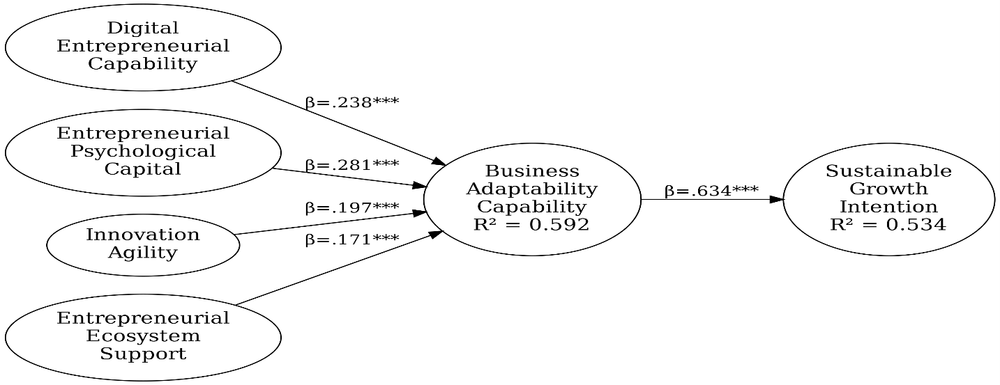 Digital
Entrepreneurial
Capability
β=.238***
Entrepreneurial
Psychological
Capital
β=.281***
Innovation
Agility
β=.197***
Entrepreneurial
Ecosystem
Support
β=.171***
Business
Adaptability
Capability
R² = 0.592
β=.634***
Sustainable
Growth
Intention
R² = 0.534